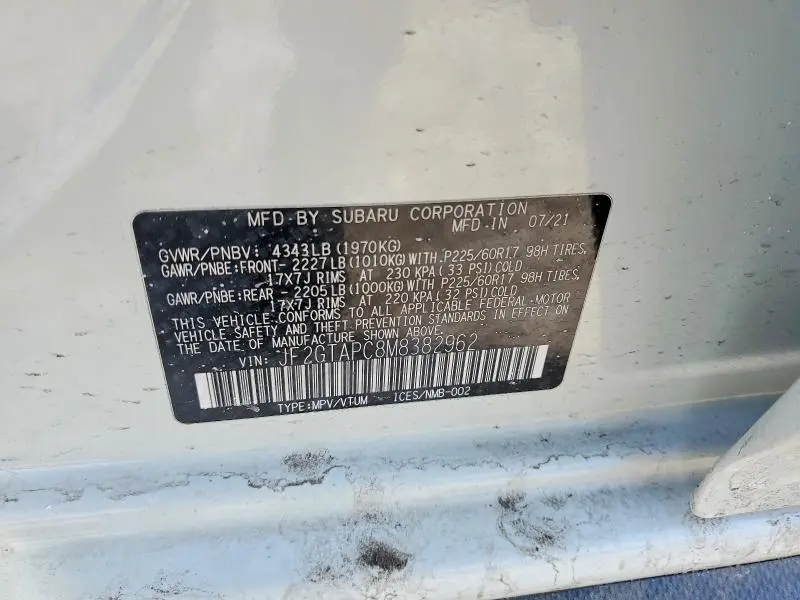 MFD BY SUBARU CORPORATION
MFD IN 07/21
GVWR/PNBV: 4343LB (1970KG)
GAWR/PNBE:FRONT- 2227LB(1010KG)WITH P225/60R17 98H TIRES,
17x7J RIMS AT 230 KPA(33 PSI)COLD
GAWR/PNBE:REAR - 2205LB(1000KG)WITH P225/60R17 98H TIRES,
17x7J RIMS AT 220 KPA(32 PSI)COLD
THIS VEHICLE CONFORMS TO ALL APPLICABLE FEDERAL MOTOR
VEHICLE SAFETY AND THEFT PREVENTION STANDARDS IN EFFECT ON
THE DATE OF MANUFACTURE SHOWN ABOVE.
VIN: JF2GTAPC8M8382962
TYPE:MPV/VTUM ICES/NMB-002